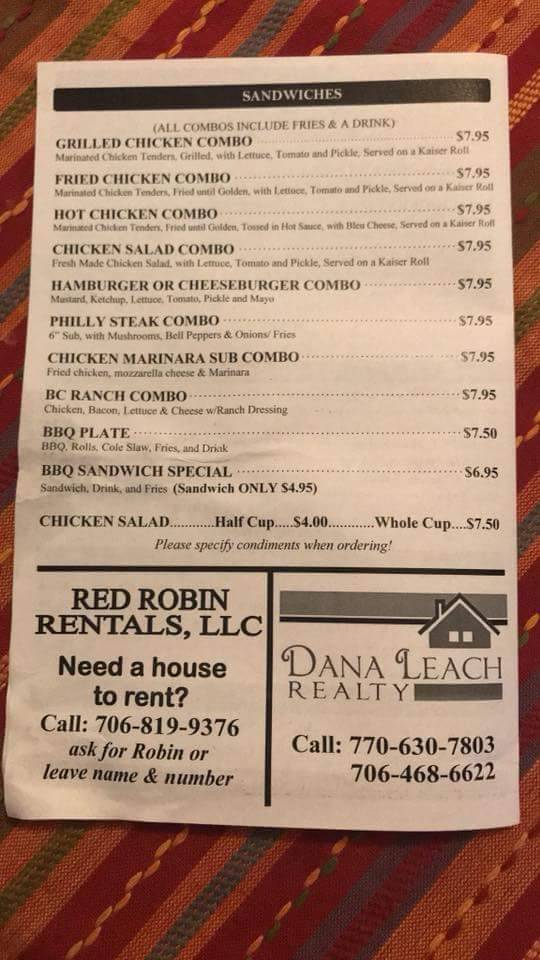 SANDWICHES
(ALL COMBOS INCLUDE FRIES & A DRINK)
GRILLED CHICKEN COMBO $7.95
Marinated Chicken Tenders, Grilled, with Lettuce, Tomato and Pickle, Served on a Kaiser Roll
FRIED CHICKEN COMBO $7.95
Marinated Chicken Tenders, Fried until Golden, with Lettuce, Tomato and Pickle, Served on a Kaiser Roll
HOT CHICKEN COMBO $7.95
Marinated Chicken Tenders, Fried until Golden, Tossed in Hot Sauce, with Bleu Cheese, Served on a Kaiser Roll
CHICKEN SALAD COMBO $7.95
Fresh Made Chicken Salad, with Lettuce, Tomato and Pickle, Served on a Kaiser Roll
HAMBURGER OR CHEESEBURGER COMBO $7.95
Mustard, Ketchup, Lettuce, Tomato, Pickle and Mayo
PHILLY STEAK COMBO $7.95
6" Sub, with Mushrooms, Bell Peppers & Onions/ Fries
CHICKEN MARINARA SUB COMBO $7.95
Fried chicken, mozzarella cheese & Marinara
BC RANCH COMBO $7.95
Chicken, Bacon, Lettuce & Cheese w/Ranch Dressing
BBQ PLATE $7.50
BBQ, Rolls, Cole Slaw, Fries, and Drink
BBQ SANDWICH SPECIAL $6.95
Sandwich, Drink, and Fries (Sandwich ONLY $4.95)
CHICKEN SALAD...........Half Cup.....$4.00............Whole Cup....$7.50
Please specify condiments when ordering!
RED ROBIN
RENTALS, LLC
Need a house
to rent?
Call: 706-819-9376
ask for Robin or
leave name & number
DANA LEACH
REALTY
Call: 770-630-7803
706-468-6622